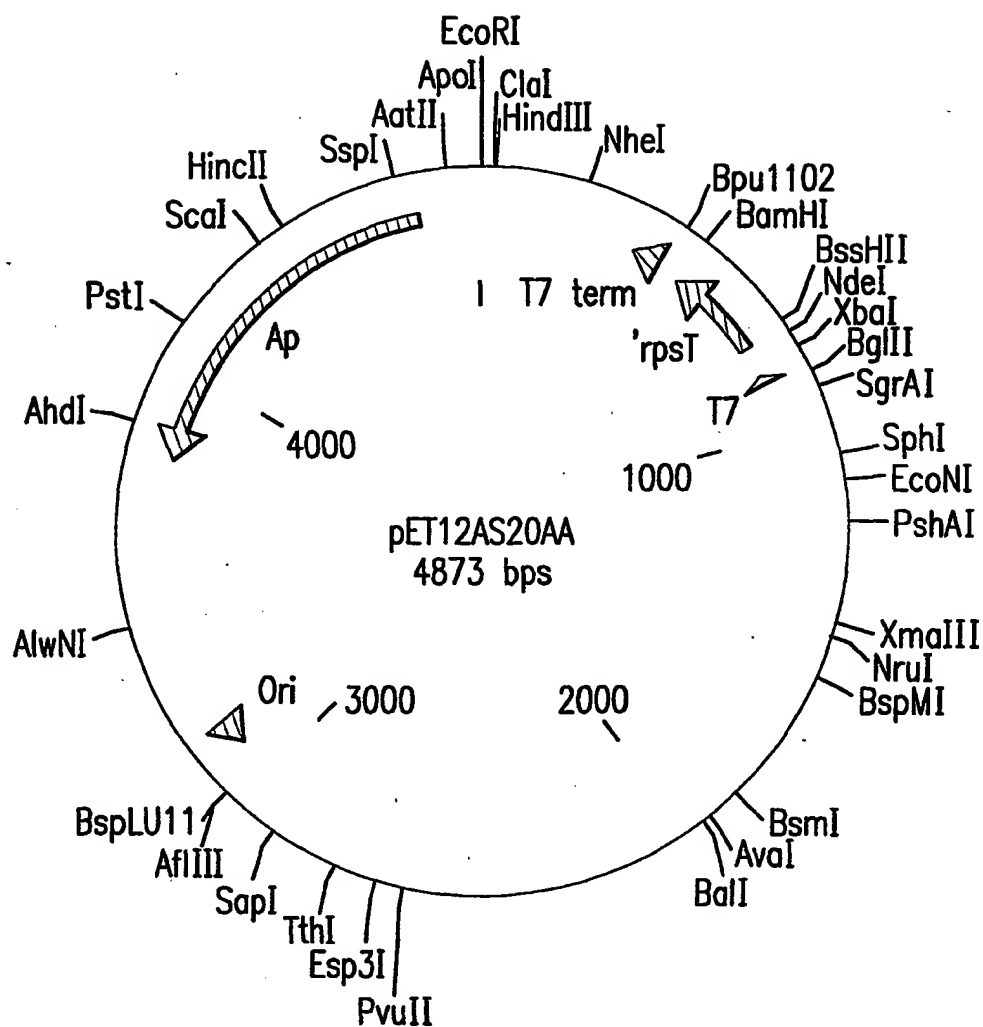 EcoRI
ApoI
ClaI
AatII
HindIII
SspI
NheI
HincII
Bpu1102
ScaI
BamHI
BssHII
NdeI
PstI
I T7 term
XbaI
Ap
'rpsT
BglII
SgrAI
AhdI
T7
4000
SphI
1000
EcoNI
pET12AS20AA
PshAI
4873 bps
AlwNI
XmaIII
NruI
Ori
3000
2000
BspMI
BspLU11
BsmI
AflIII
AvaI
SapI
BalI
TthI
Esp3I
PvuII